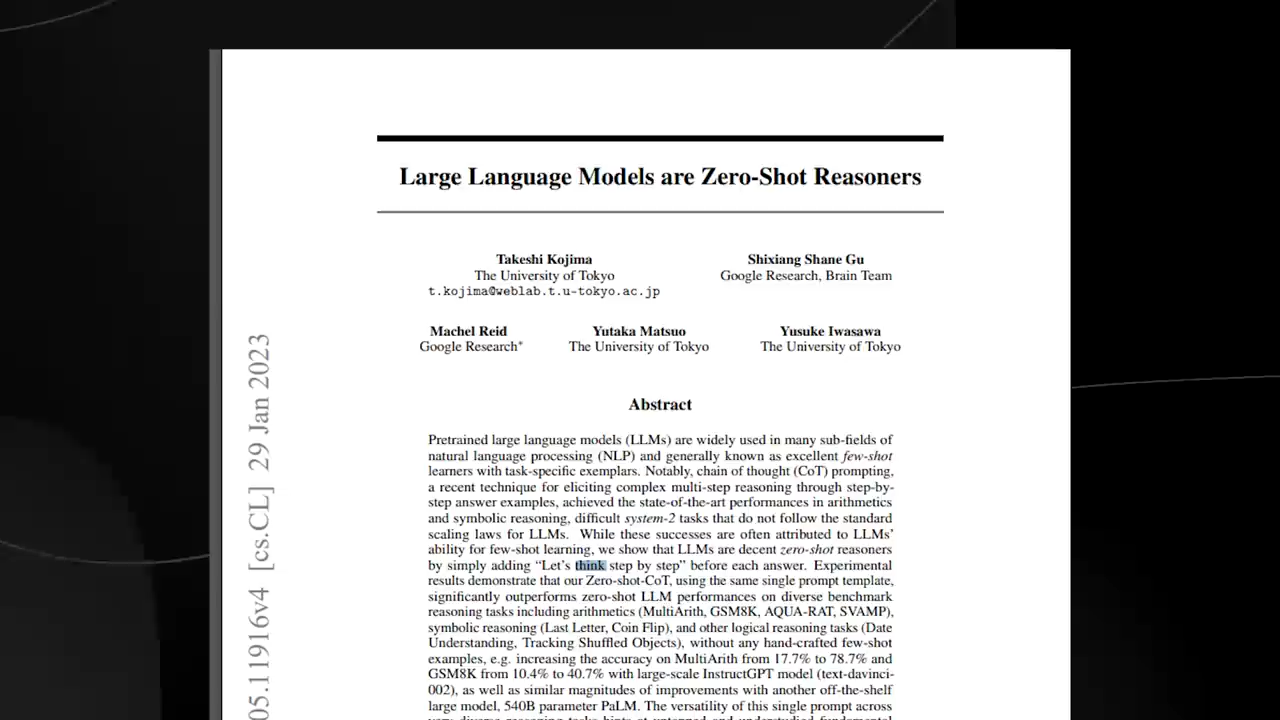 Large Language Models are Zero-Shot Reasoners
Takeshi Kojima
The University of Tokyo
t.kojima@weblab.t.u-tokyo.ac.jp
Shixiang Shane Gu
Google Research, Brain Team
Machel Reid
Google Research*
Yutaka Matsuo
The University of Tokyo
Yusuke Iwasawa
The University of Tokyo
05.11916v4 [cs.CL] 29 Jan 2023
Abstract
Pretrained large language models (LLMs) are widely used in many sub-fields of
natural language processing (NLP) and generally known as excellent few-shot
learners with task-specific exemplars. Notably, chain of thought (CoT) prompting,
a recent technique for eliciting complex multi-step reasoning through step-by-
step answer examples, achieved the state-of-the-art performances in arithmetics
and symbolic reasoning, difficult system-2 tasks that do not follow the standard
scaling laws for LLMs. While these successes are often attributed to LLMs'
ability for few-shot learning, we show that LLMs are decent zero-shot reasoners
by simply adding “Let's think step by step” before each answer. Experimental
results demonstrate that our Zero-shot-CoT, using the same single prompt template,
significantly outperforms zero-shot LLM performances on diverse benchmark
reasoning tasks including arithmetics (MultiArith, GSM8K, AQUA-RAT, SVAMP),
symbolic reasoning (Last Letter, Coin Flip), and other logical reasoning tasks (Date
Understanding, Tracking Shuffled Objects), without any hand-crafted few-shot
examples, e.g. increasing the accuracy on MultiArith from 17.7% to 78.7% and
GSM8K from 10.4% to 40.7% with large-scale InstructGPT model (text-davinci-
002), as well as similar magnitudes of improvements with another off-the-shelf
large model, 540B parameter PaLM. The versatility of this single prompt across